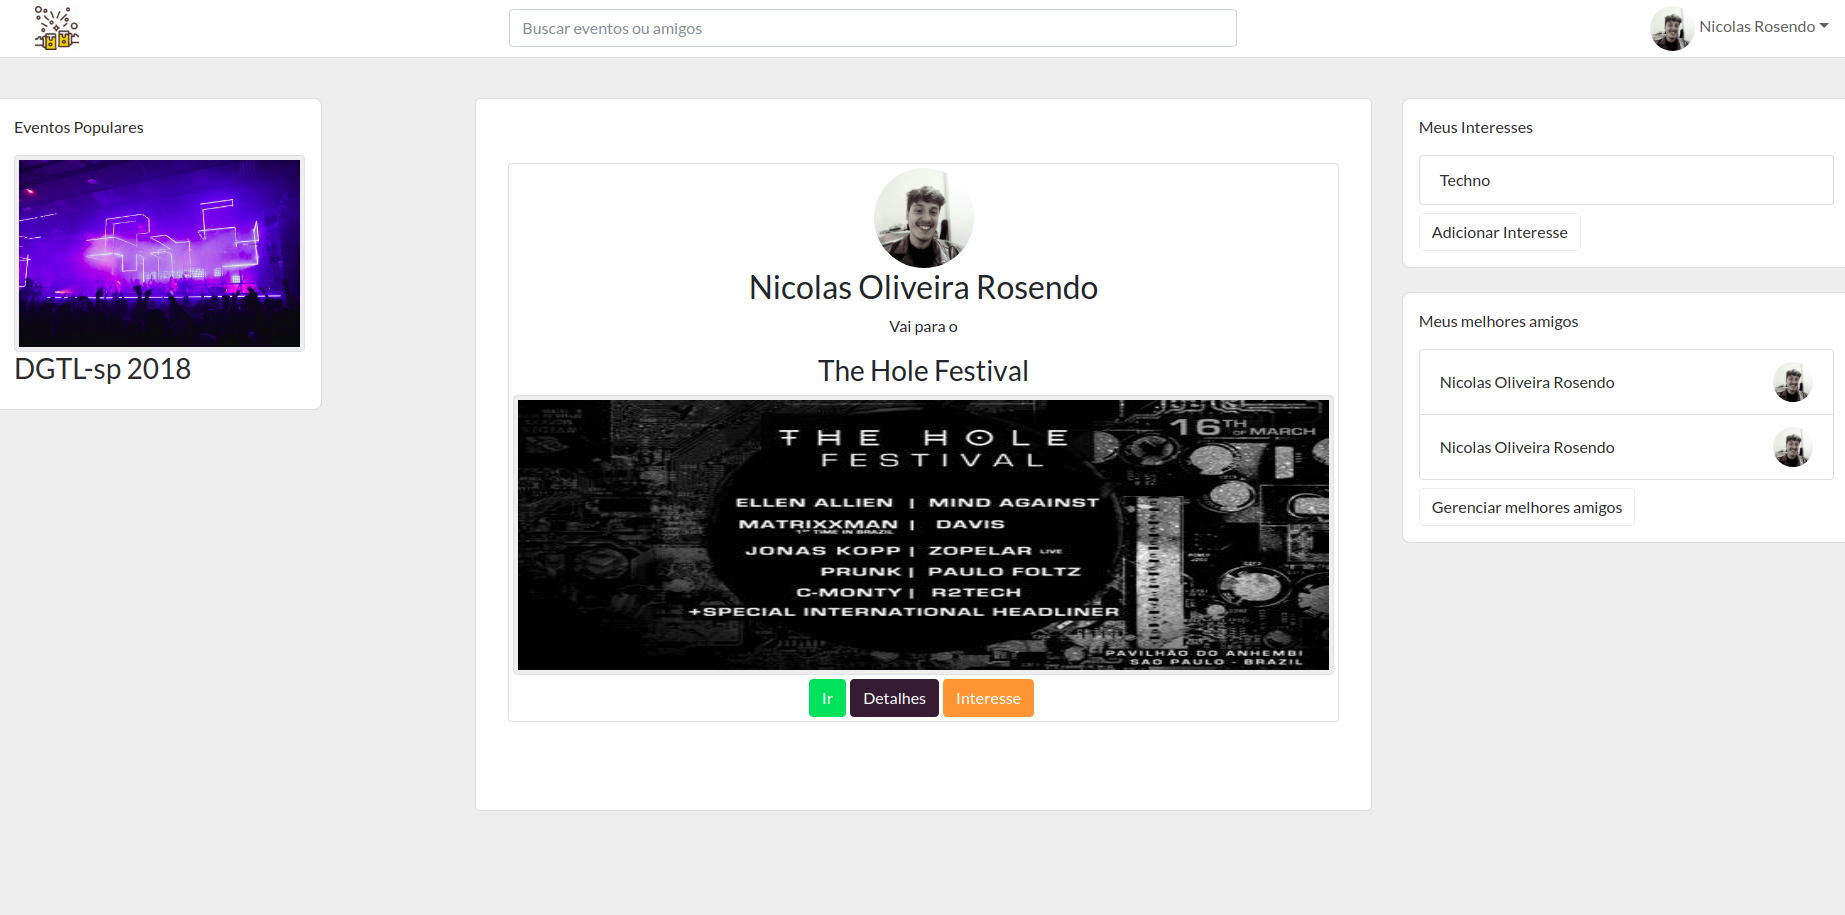 Buscar eventos ou amigos
Nicolas Rosendo
Eventos Populares
DGTL-sp 2018
Nicolas Oliveira Rosendo
Vai para o
The Hole Festival
16TH OF MARCH
THE HOLE
FESTIVAL
ELLEN ALLIEN | MIND AGAINST
MATRIXXMAN | DAVIS
1ST TIME IN BRAZIL
JONAS KOPP | ZOPELAR LIVE
PRUNK | PAULO FOLTZ
C-MONTY | R2TECH
+SPECIAL INTERNATIONAL HEADLINER
PAVILHÃO DO ANHEMBI
SAO PAULO - BRAZIL
Ir
Detalhes
Interesse
Meus Interesses
Techno
Adicionar Interesse
Meus melhores amigos
Nicolas Oliveira Rosendo
Nicolas Oliveira Rosendo
Gerenciar melhores amigos